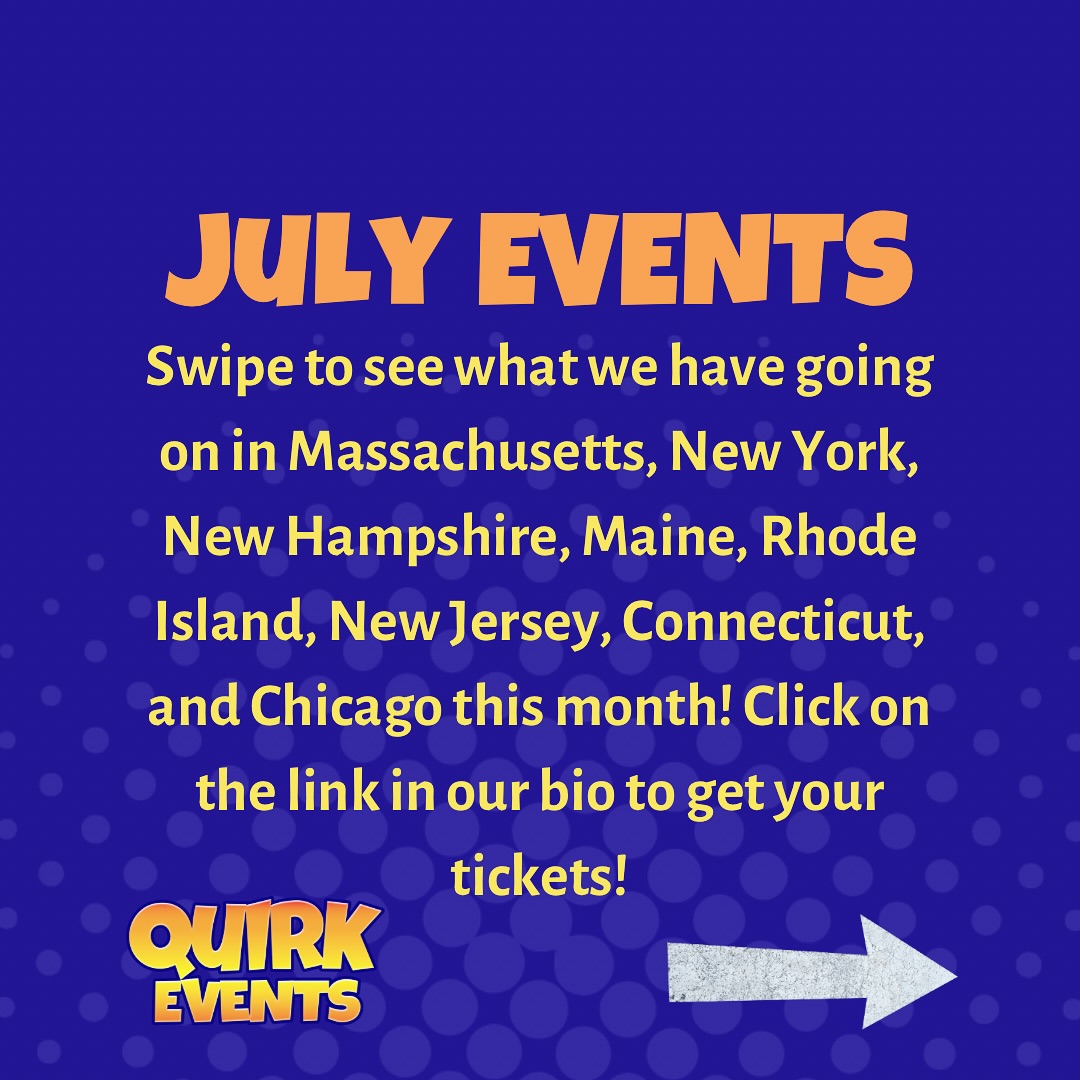 JULY EVENTS
Swipe to see what we have going
on in Massachusetts, New York,
New Hampshire, Maine, Rhode
Island, New Jersey, Connecticut,
and Chicago this month! Click on
the link in our bio to get your
tickets!
QUIRK
EVENTS